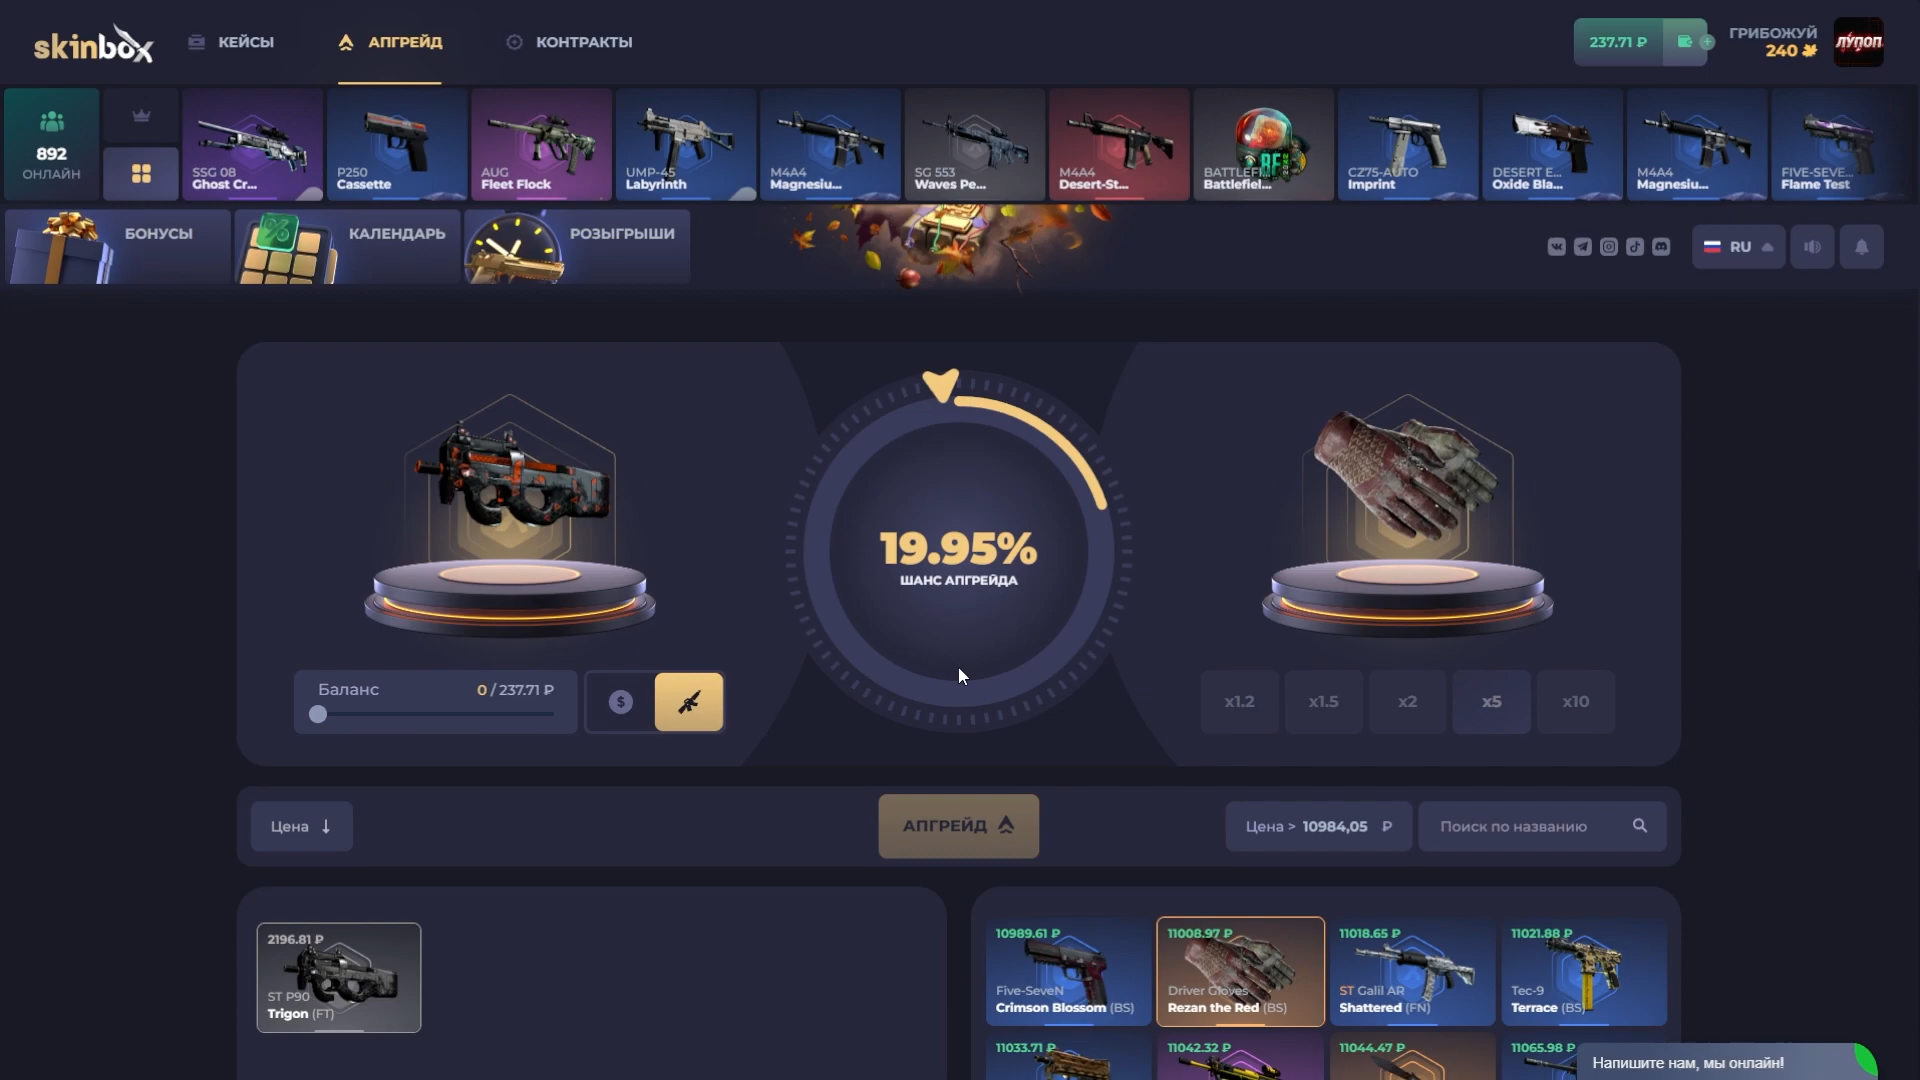 skinbox
КЕЙСЫ
АПГРЕЙД
КОНТРАКТЫ
237.71 ₽
ГРИБОЖУЙ
240
ЛУПОП
892
ОНЛАЙН
SSG 08
Ghost Cr...
P250
Cassette
AUG
Fleet Flock
UMP-45
Labyrinth
M4A4
Magnesiu...
SG 553
Waves Pe...
M4A4
Desert-St...
Battlefiel...
CZ75-AUTO
Imprint
DESERT E...
Oxide Bla...
M4A4
Magnesiu...
FIVE-SEVE...
Flame Test
БОНУСЫ
КАЛЕНДАРЬ
РОЗЫГРЫШИ
RU
19.95%
ШАНС АПГРЕЙДА
Баланс
0 / 237.71 ₽
$
x1.2
x1.5
x2
x5
x10
Цена ↓
АПГРЕЙД
Цена > 10984,05 ₽
Поиск по названию
2196.81 ₽
ST P90
Trigon (FT)
10989.61 ₽
Five-SeveN
Crimson Blossom (BS)
11008.97 ₽
Driver Gloves
Rezan the Red (BS)
11018.65 ₽
ST Galil AR
Shattered (FN)
11021.88 ₽
Tec-9
Terrace (BS)
11033.71 ₽
11042.32 ₽
11044.47 ₽
11065.98 ₽
Напишите нам, мы онлайн!